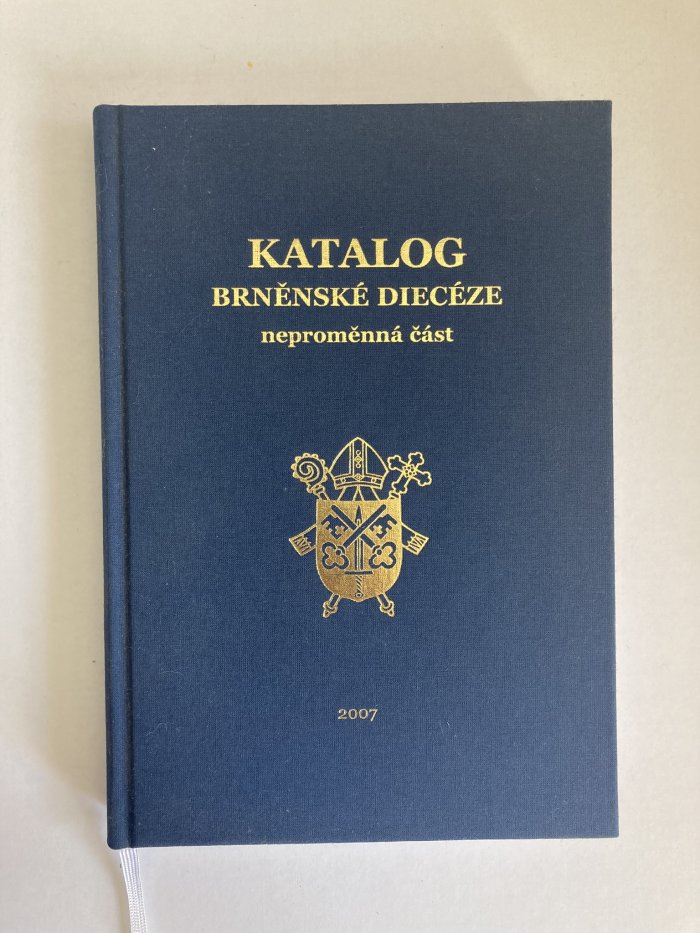 KATALOG
BRNĚNSKÉ DIECÉZE
neproměnná část
2007